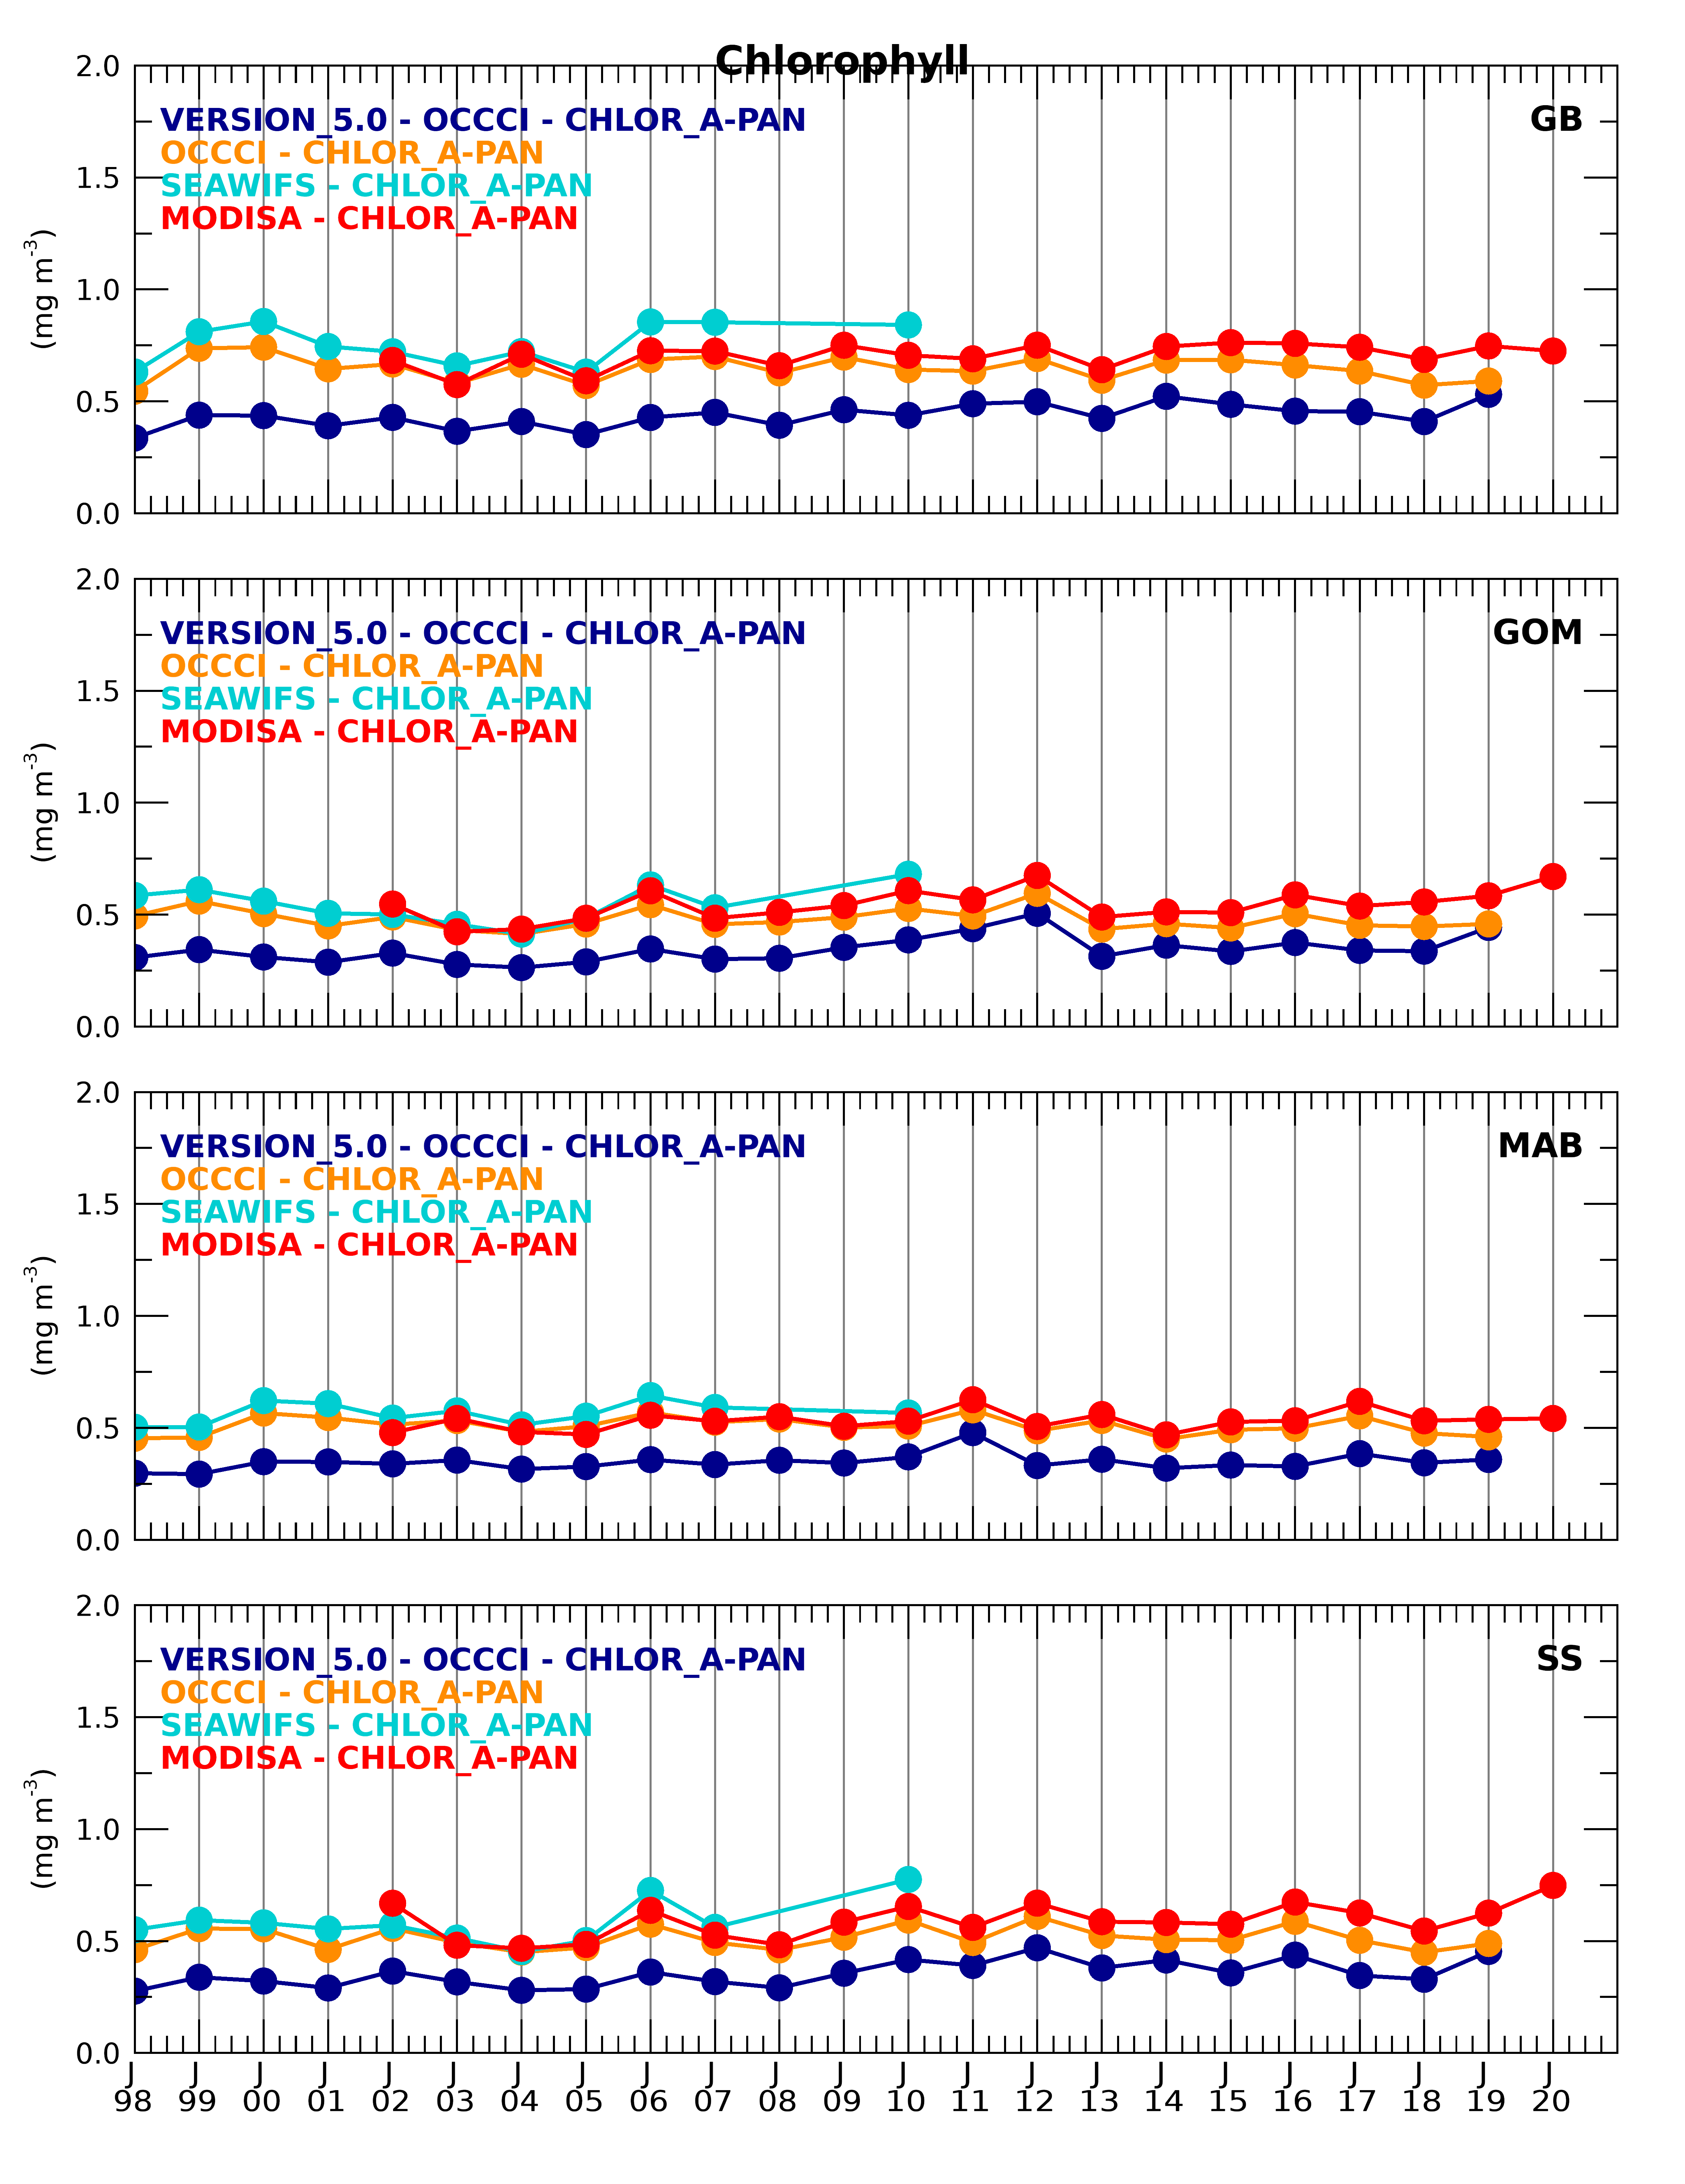 Chlorophyll
2.0
VERSION_5.0 - OCCCI - CHLOR_A-PAN
GB
OCCCI - CHLOR_A-PAN
1.5
SEAWIFS - CHLOR_A-PAN
MODISA - CHLOR_A-PAN
(mg m-3)
1.0
0.5
0.0
2.0
VERSION_5.0 - OCCCI - CHLOR_A-PAN
GOM
OCCCI - CHLOR_A-PAN
1.5
SEAWIFS - CHLOR_A-PAN
MODISA - CHLOR_A-PAN
(mg m-3)
1.0
0.5
0.0
2.0
VERSION_5.0 - OCCCI - CHLOR_A-PAN
MAB
OCCCI - CHLOR_A-PAN
1.5
SEAWIFS - CHLOR_A-PAN
MODISA - CHLOR_A-PAN
(mg m-3)
1.0
0.5
0.0
2.0
VERSION_5.0 - OCCCI - CHLOR_A-PAN
SS
OCCCI - CHLOR_A-PAN
1.5
SEAWIFS - CHLOR_A-PAN
MODISA - CHLOR_A-PAN
(mg m-3)
1.0
0.5
0.0
J J J J J J J J J J J J J J J J J J J J J J J
98 99 00 01 02 03 04 05 06 07 08 09 10 11 12 13 14 15 16 17 18 19 20